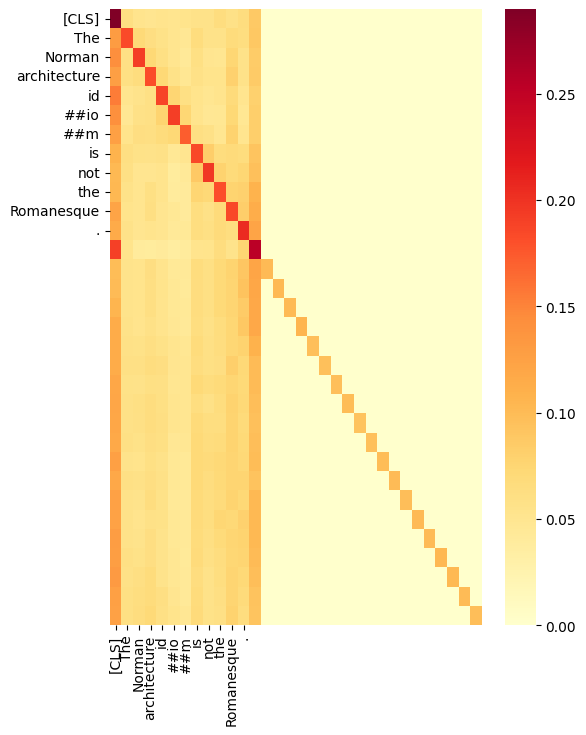 [CLS]
The
Norman
architecture
id
##io
##m
is
not
the
Romanesque
.
0.25
0.20
0.15
0.10
0.05
0.00
[CLS]
The
Norman
architecture
id
##io
##m
is
not
the
Romanesque
.